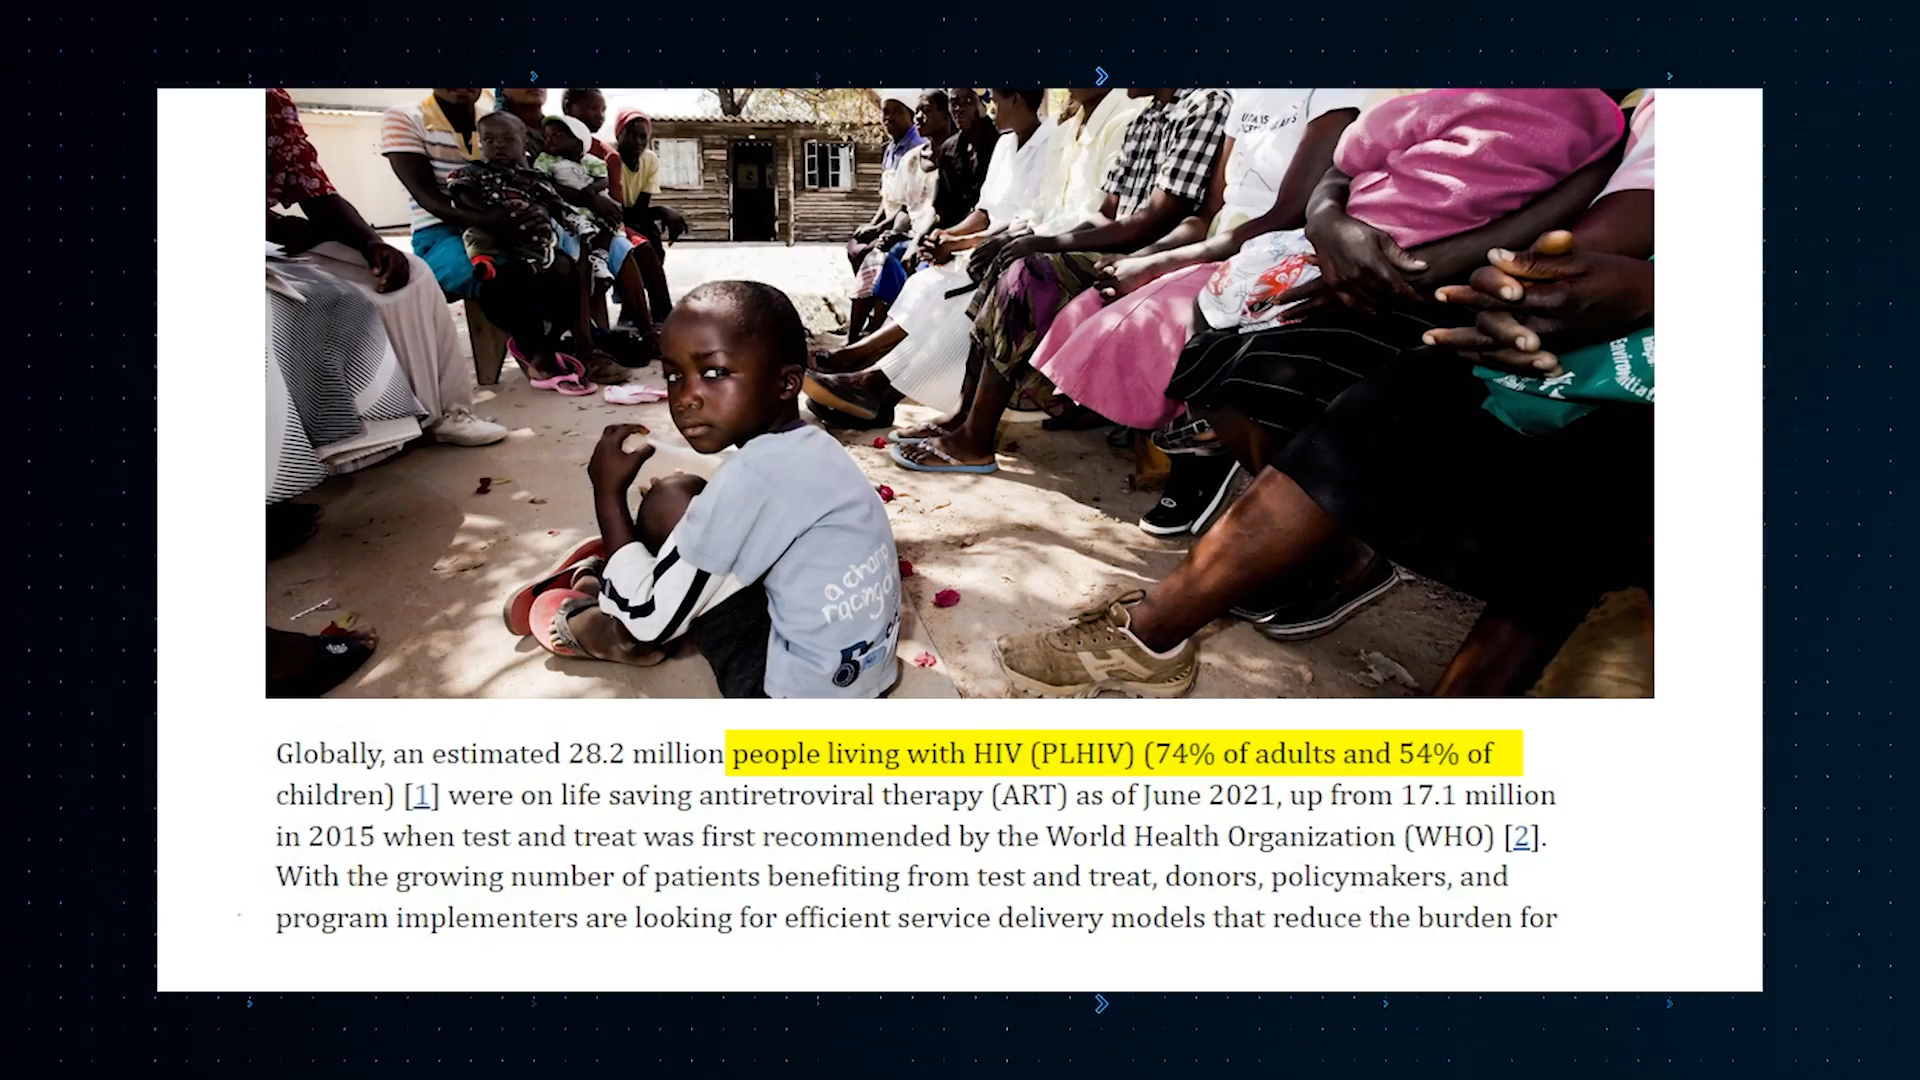 a champ
racing
5
Globally, an estimated 28.2 million people living with HIV (PLHIV) (74% of adults and 54% of
children) [1] were on life saving antiretroviral therapy (ART) as of June 2021, up from 17.1 million
in 2015 when test and treat was first recommended by the World Health Organization (WHO) [2].
With the growing number of patients benefiting from test and treat, donors, policymakers, and
program implementers are looking for efficient service delivery models that reduce the burden for